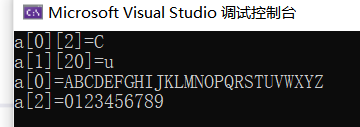 Microsoft Visual Studio 调试控制台
a[0][2]=C
a[1][20]=u
a[0]=ABCDEFGHIJKLMNOPQRSTUVWXYZ
a[2]=0123456789